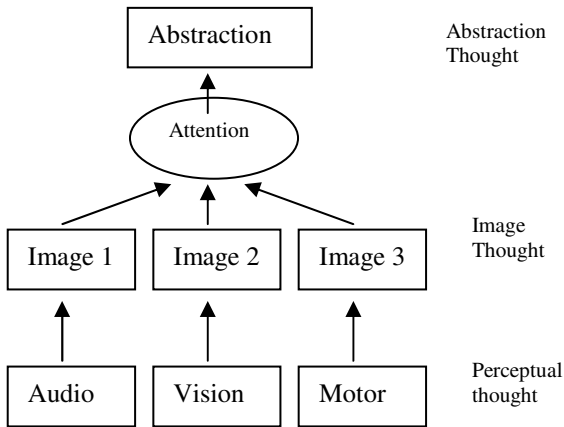 Abstraction
Abstraction
Thought
Attention
Image 1
Image 2
Image 3
Image
Thought
Audio
Vision
Motor
Perceptual
thought